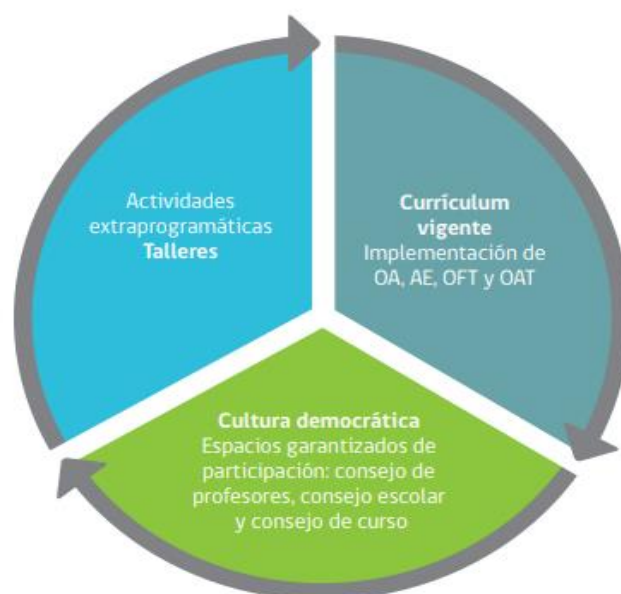 Actividades
extraprogramáticas
Talleres
Currículum
vigente
Implementación de
OA, AE, OFT y OAT
Cultura democrática
Espacios garantizados de
participación: consejo de
profesores, consejo escolar
y consejo de curso